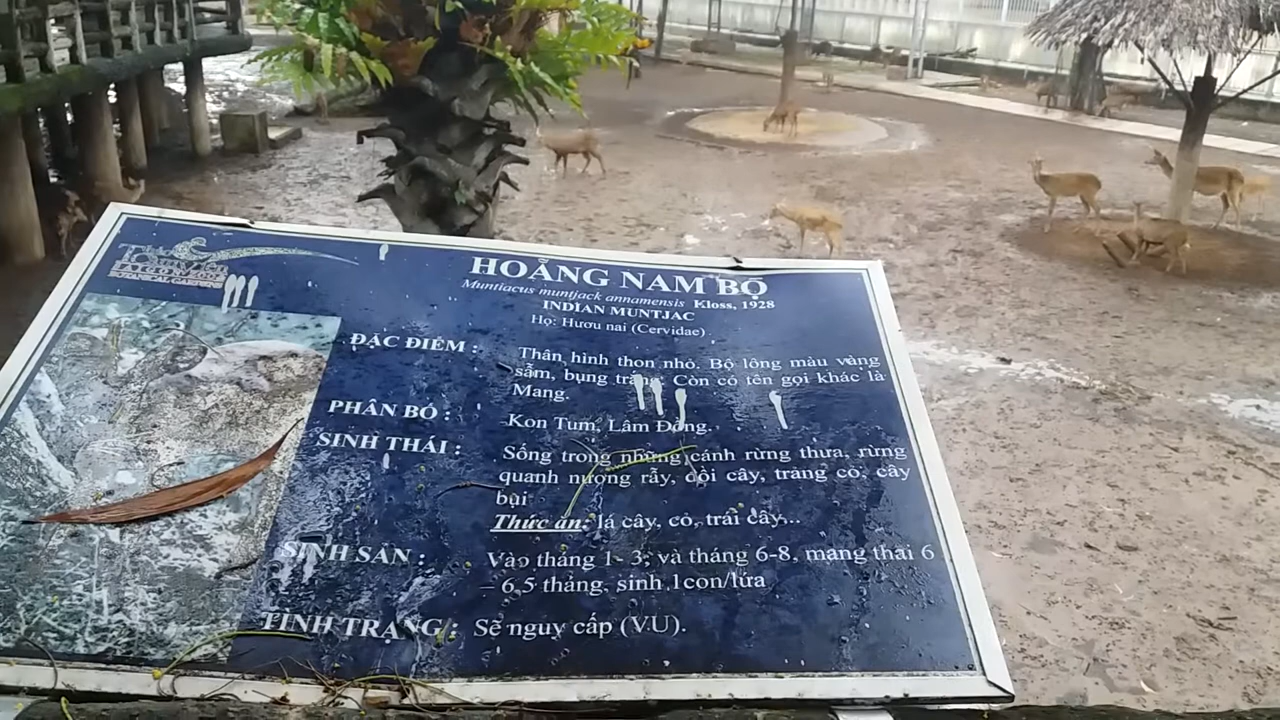 SAIGON ZOO
BOTANICAL GARDENS
HOẴNG NAM BỘ
Muntiacus muntjack annamensis Kloss, 1928
INDIAN MUNTJAC
Họ: Hươu nai (Cervidae)
ĐẶC ĐIỂM : Thân hình thon nhỏ. Bộ lông màu vàng
sẫm, bụng trắng. Còn có tên gọi khác là
Mang.
PHÂN BỐ : Kon Tum, Lâm Đồng.
SINH THÁI : Sống trong những cánh rừng thưa, rừng
quanh nương rẫy, đồi cây, trảng cỏ, cây
bụi
Thức ăn: lá cây, cỏ, trái cây...
SINH SẢN : Vào tháng 1- 3, và tháng 6-8, mang thai 6
– 6,5 tháng, sinh 1con/lứa
TÌNH TRẠNG : Sẽ nguy cấp (VU).